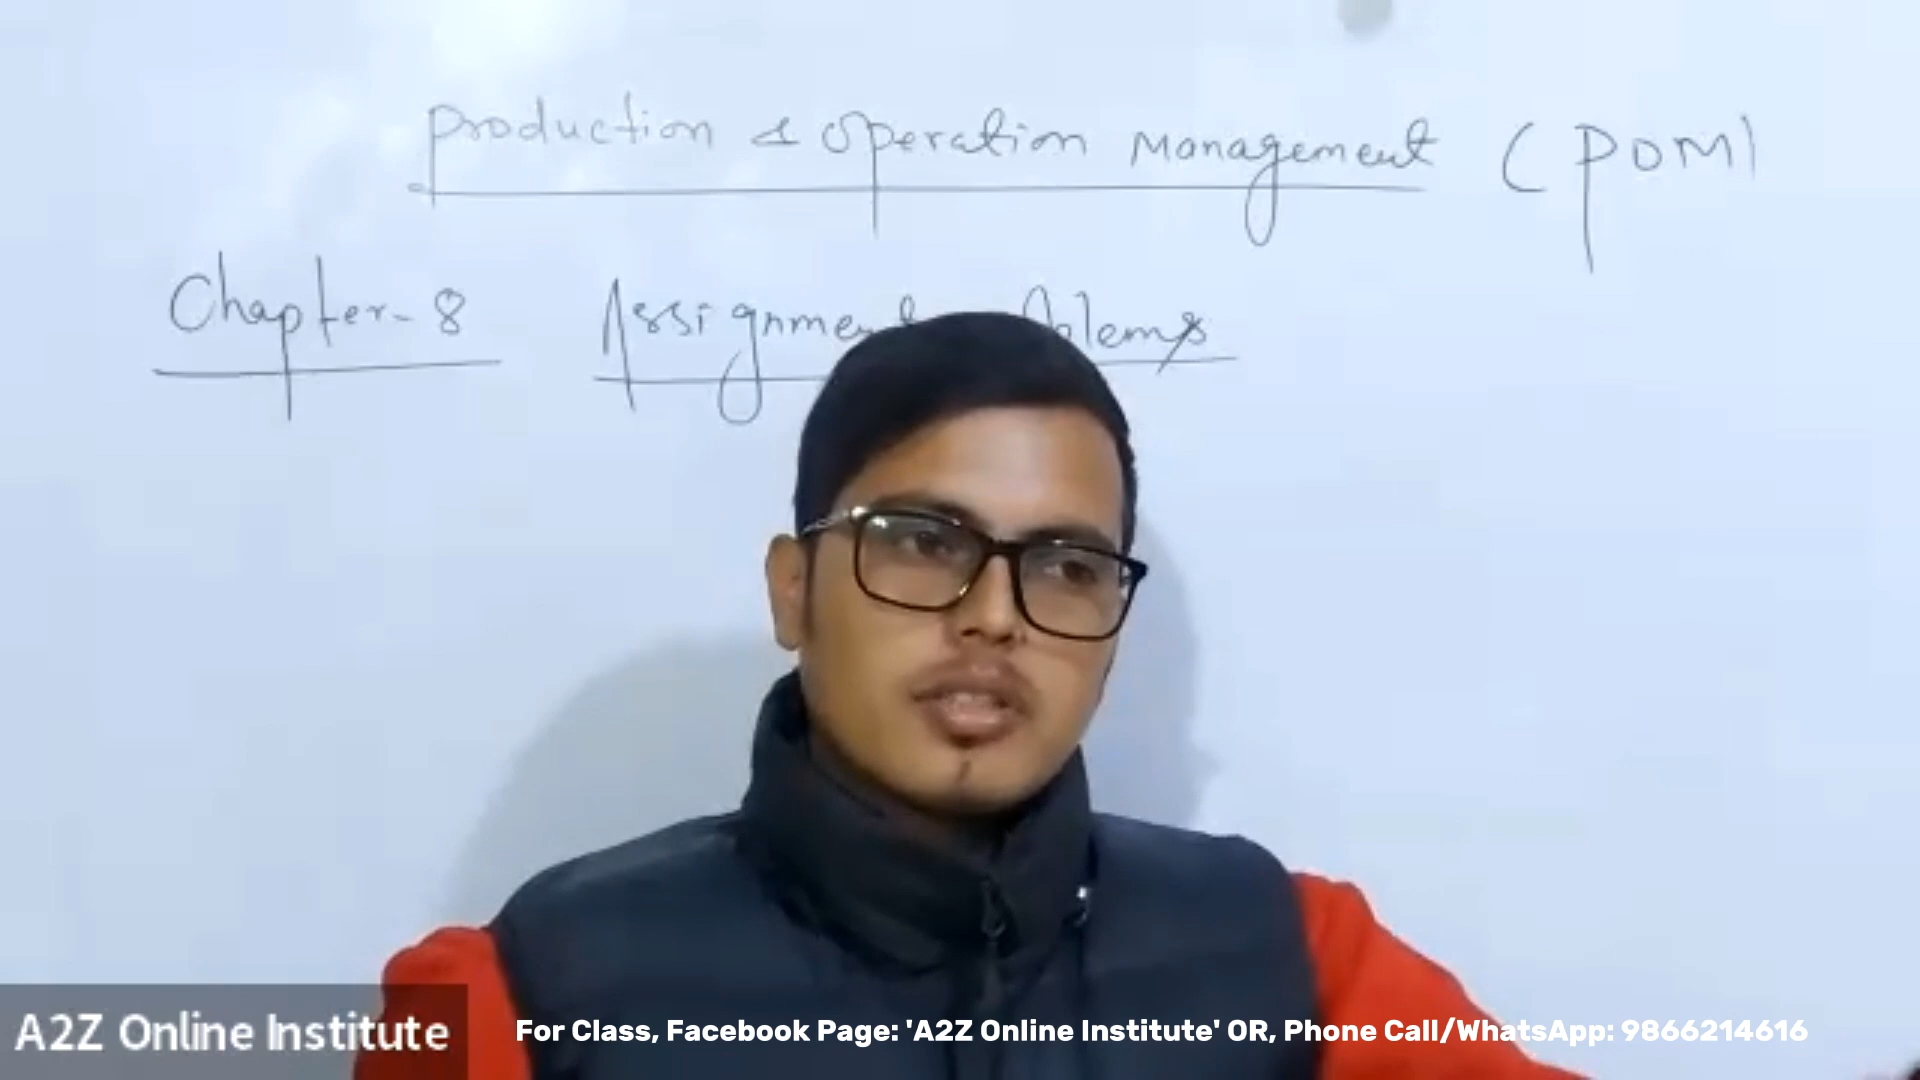 Production & Operation Management (POM)
Chapter-8 Assignment
A2Z Online Institute
For Class, Facebook Page: 'A2Z Online Institute' OR, Phone Call/WhatsApp: 9866214616